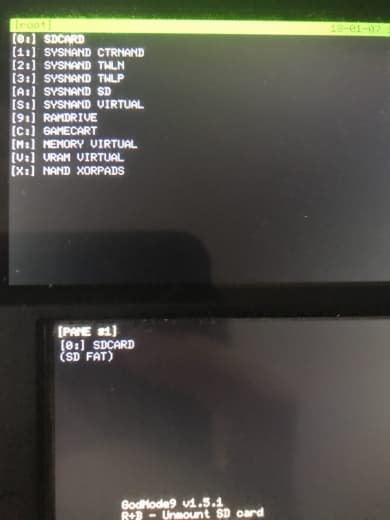 [root]
[0:] SDCARD
[1:] SYSNAND CTRNAND
[2:] SYSNAND TWLN
[3:] SYSNAND TWLP
[A:] SYSNAND SD
[S:] SYSNAND VIRTUAL
[9:] RAMDRIVE
[C:] GAMECART
[M:] MEMORY VIRTUAL
[V:] VRAM VIRTUAL
[X:] NAND XORPADS
[PANE #1]
[0:] SDCARD
(SD FAT)
GodMode9 v1.5.1
R+B - Unmount SD card